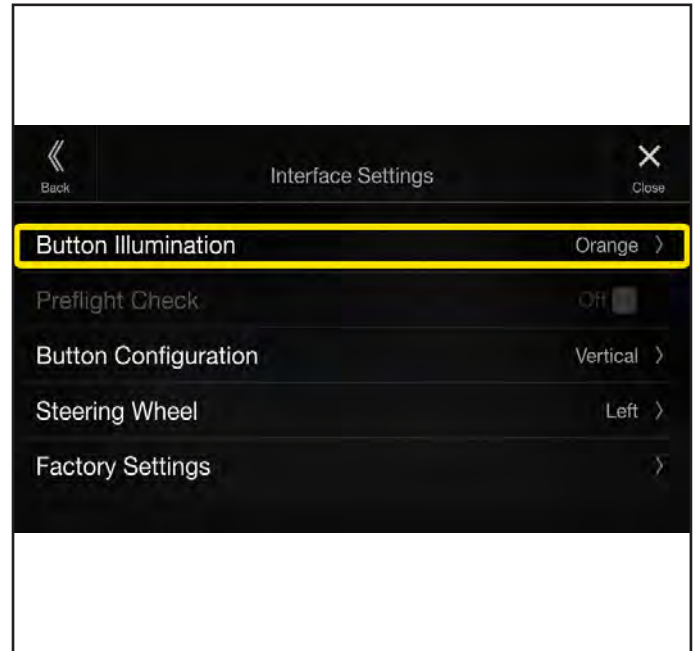 Back
Interface Settings
Close
Button Illumination Orange
Preflight Check Off
Button Configuration Vertical
Steering Wheel Left
Factory Settings